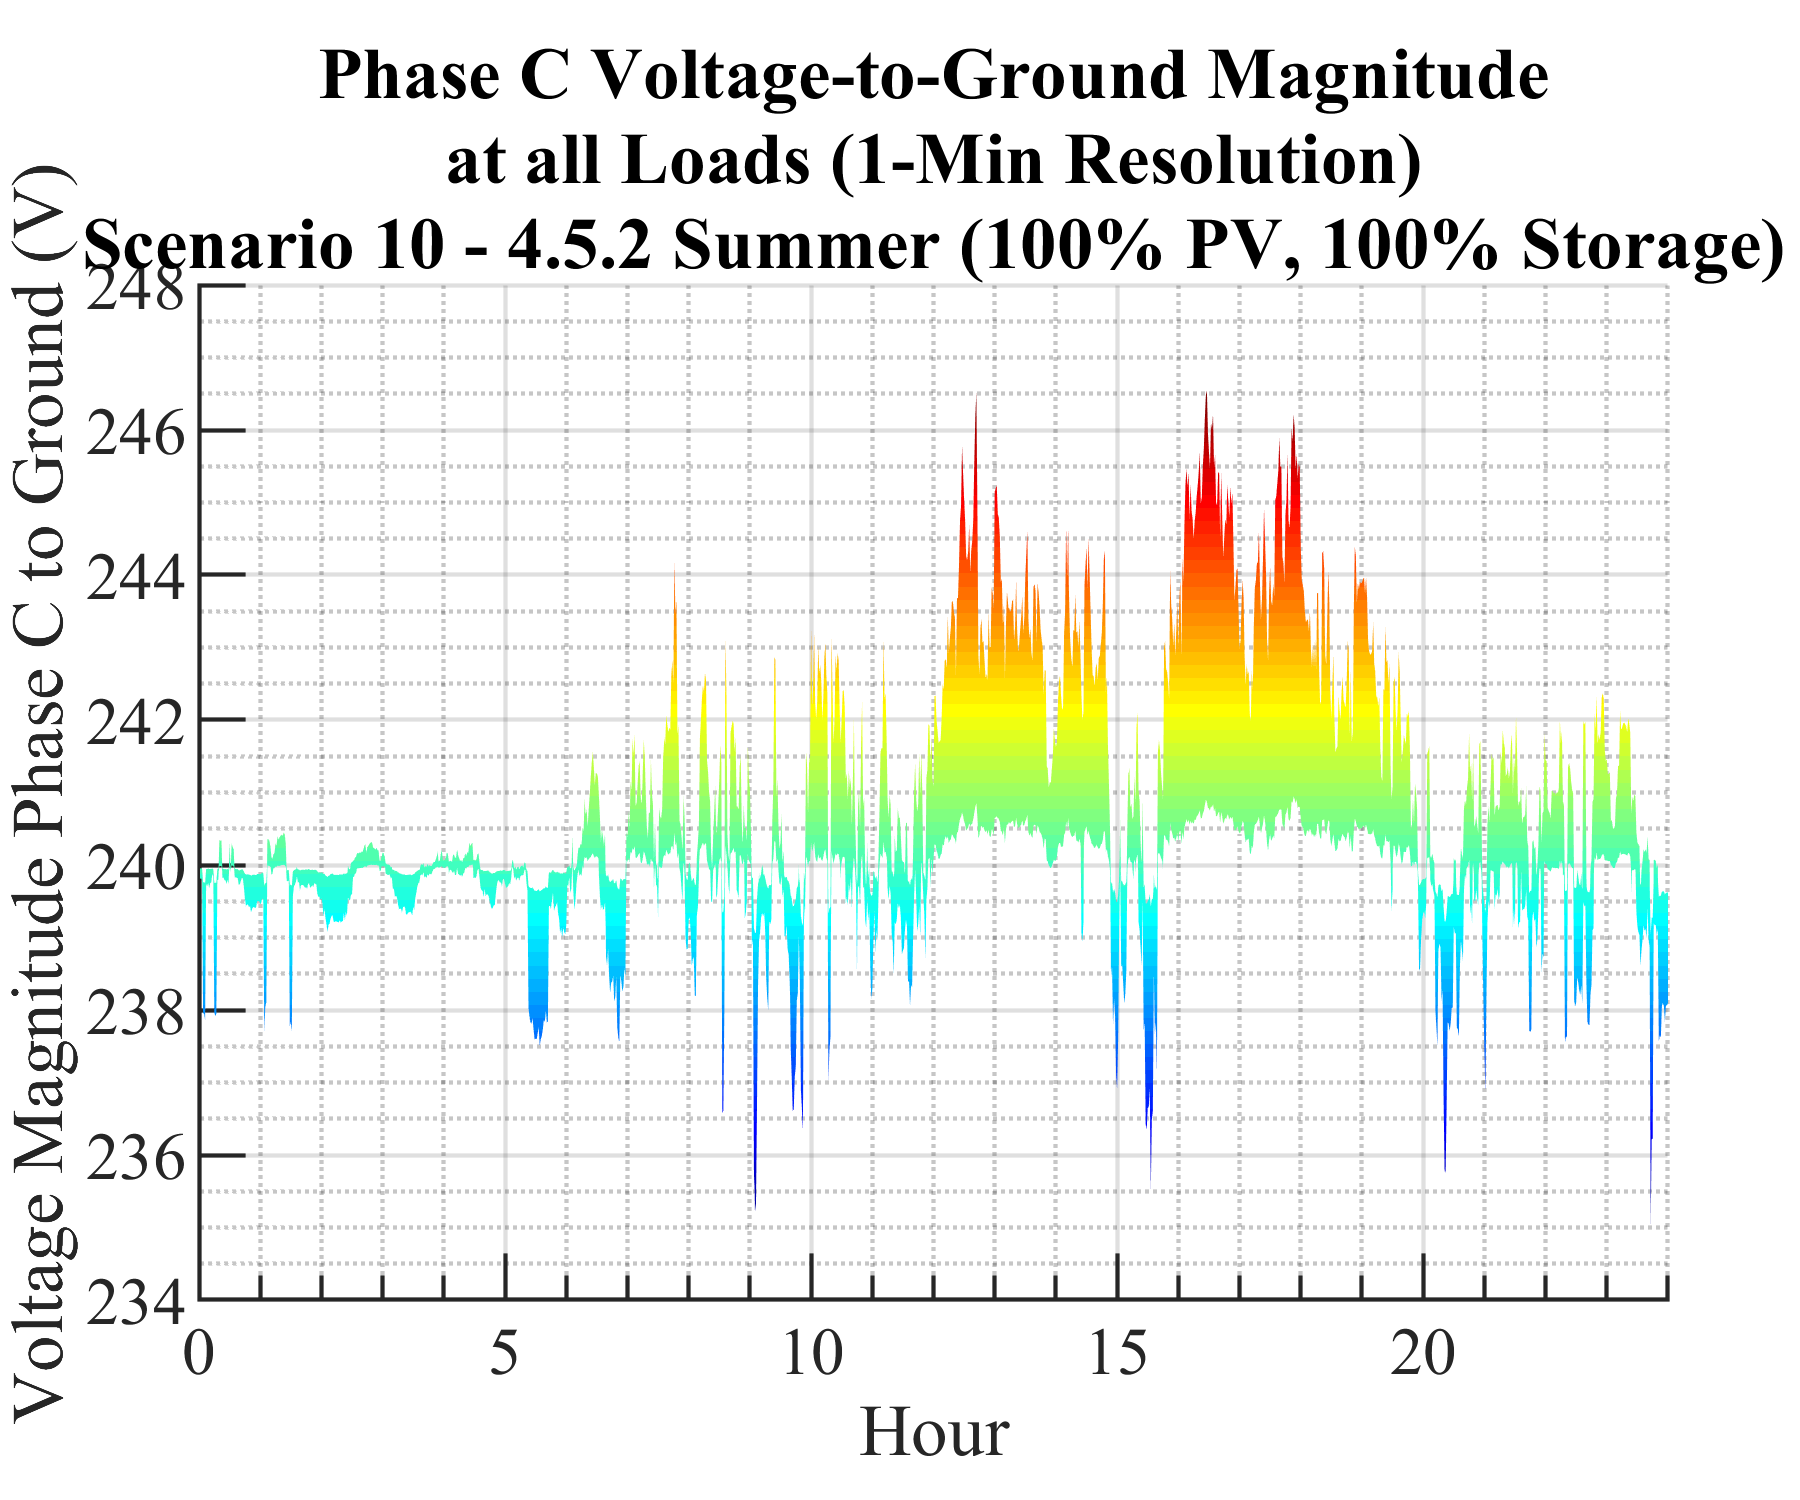 Phase C Voltage-to-Ground Magnitude
at all Loads (1-Min Resolution)
Scenario 10 - 4.5.2 Summer (100% PV, 100% Storage)
Voltage Magnitude Phase C to Ground (V)
248
246
244
242
240
238
236
234
0 5 10 15 20
Hour